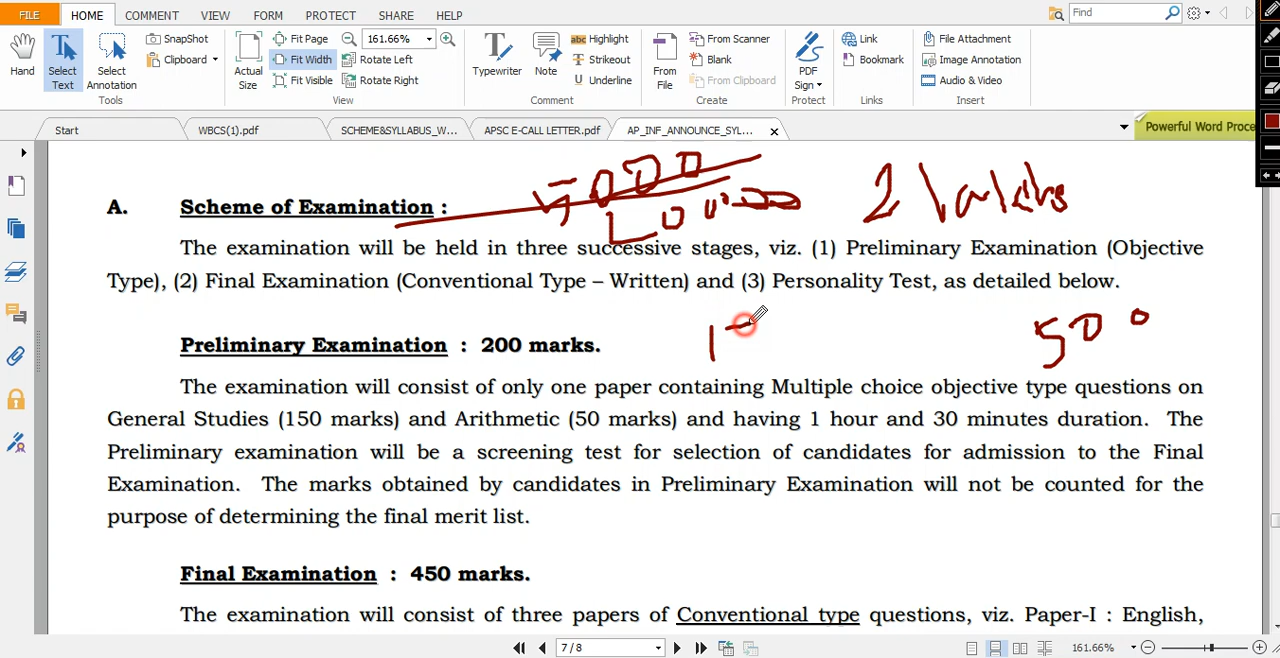 FILE HOME COMMENT VIEW FORM PROTECT SHARE HELP Find
Hand Select Text Select Annotation SnapShot Clipboard Tools
Actual Size Fit Page Fit Width Fit Visible 161.66% Rotate Left Rotate Right View
Typewriter Note Highlight Strikeout Underline Comment
From File From Scanner Blank From Clipboard Create
PDF Sign Protect
Link Bookmark Links
File Attachment Image Annotation Audio & Video Insert
Start WBCS(1).pdf SCHEME&SYLLABUS_W... APSC E-CALL LETTER.pdf AP_INF_ANNOUNCE_SYL... Powerful Word Proce
A. Scheme of Examination :
The examination will be held in three successive stages, viz. (1) Preliminary Examination (Objective
Type), (2) Final Examination (Conventional Type – Written) and (3) Personality Test, as detailed below.
500
Preliminary Examination : 200 marks.
The examination will consist of only one paper containing Multiple choice objective type questions on
General Studies (150 marks) and Arithmetic (50 marks) and having 1 hour and 30 minutes duration. The
Preliminary examination will be a screening test for selection of candidates for admission to the Final
Examination. The marks obtained by candidates in Preliminary Examination will not be counted for the
purpose of determining the final merit list.
Final Examination : 450 marks.
The examination will consist of three papers of Conventional type questions, viz. Paper-I : English,
7 / 8 161.66%